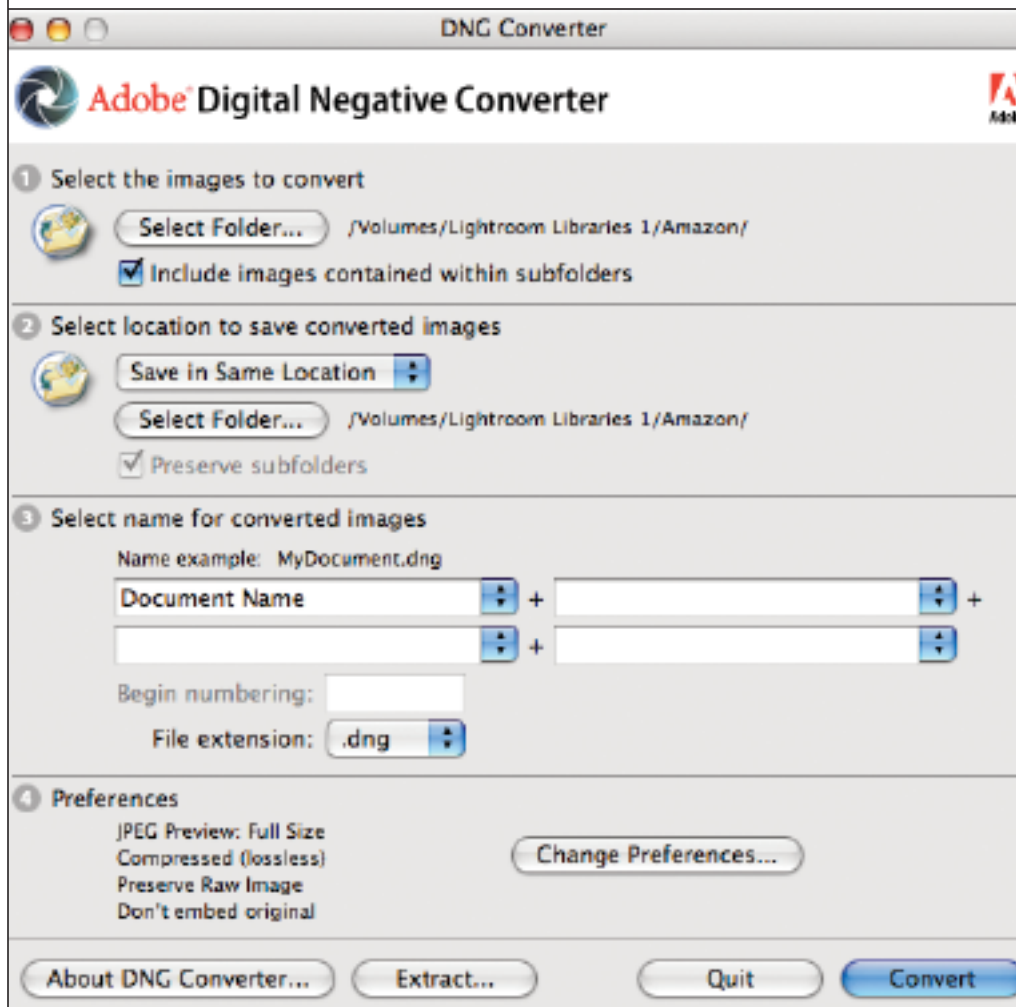 DNG Converter
Adobe® Digital Negative Converter
Adobe
1 Select the images to convert
Select Folder... /Volumes/Lightroom Libraries 1/Amazon/
Include images contained within subfolders
2 Select location to save converted images
Save in Same Location
Select Folder... /Volumes/Lightroom Libraries 1/Amazon/
Preserve subfolders
3 Select name for converted images
Name example: MyDocument.dng
Document Name + +
+
Begin numbering:
File extension: .dng
4 Preferences
JPEG Preview: Full Size
Compressed (lossless)
Change Preferences...
Preserve Raw Image
Don't embed original
About DNG Converter... Extract... Quit Convert